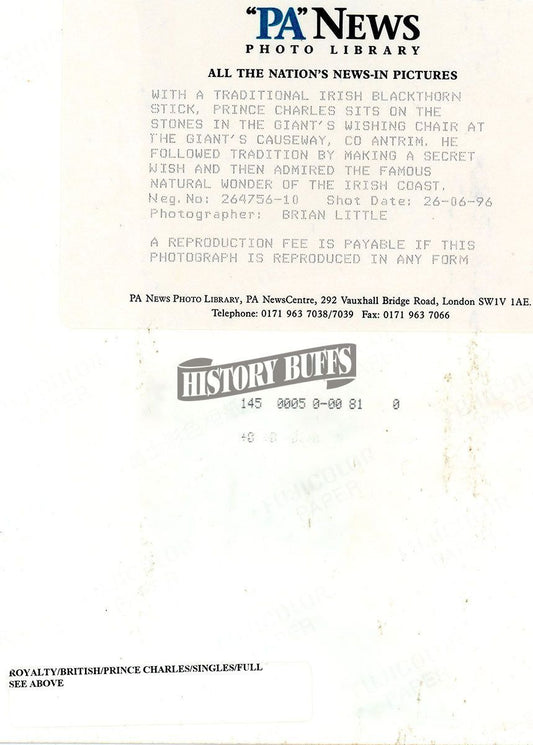 "PA" NEWS
PHOTO LIBRARY
ALL THE NATION'S NEWS-IN PICTURES
WITH A TRADITIONAL IRISH BLACKTHORN
STICK, PRINCE CHARLES SITS ON THE
STONES IN THE GIANT'S WISHING CHAIR AT
THE GIANT'S CAUSEWAY, CO ANTRIM. HE
FOLLOWED TRADITION BY MAKING A SECRET
WISH AND THEN ADMIRED THE FAMOUS
NATURAL WONDER OF THE IRISH COAST.
Neg.No: 264756-10 Shot Date: 26-06-96
Photographer: BRIAN LITTLE
A REPRODUCTION FEE IS PAYABLE IF THIS
PHOTOGRAPH IS REPRODUCED IN ANY FORM
PA NEWS PHOTO LIBRARY, PA NewsCentre, 292 Vauxhall Bridge Road, London SW1V 1AE.
Telephone: 0171 963 7038/7039 Fax: 0171 963 7066
HISTORY BUFFS
145 0005 0-00 81 0
FUJICOLOR
PAPER
ROYALTY/BRITISH/PRINCE CHARLES/SINGLES/FULL
SEE ABOVE